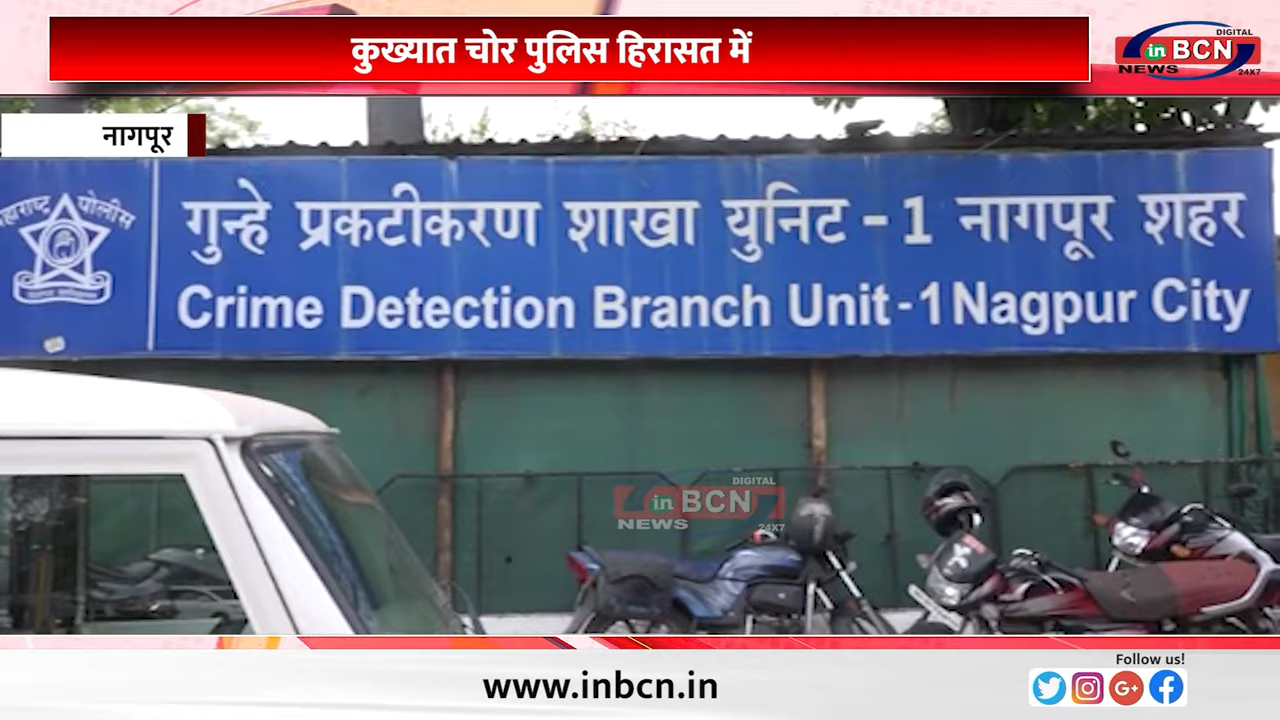 कुख्यात चोर पुलिस हिरासत में
DIGITAL
in BCN
NEWS 24X7
नागपूर
महाराष्ट्र पोलीस
गुन्हे प्रकटीकरण शाखा युनिट - 1 नागपूर शहर
Crime Detection Branch Unit - 1 Nagpur City
DIGITAL
in BCN
NEWS 24X7
Follow us!
www.inbcn.in